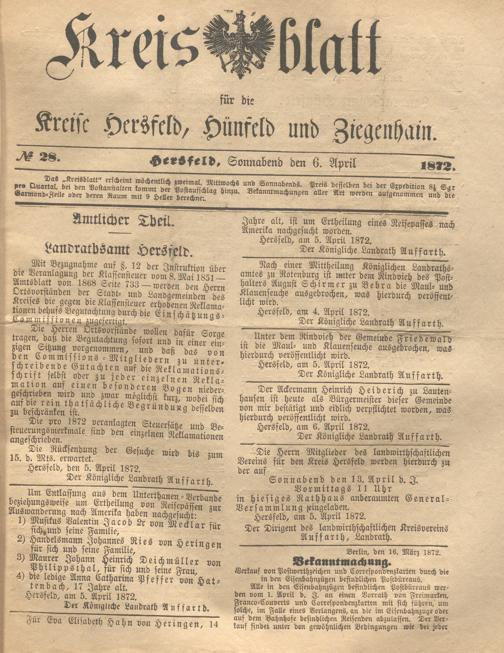 Kreisblatt
für die
Kreise Hersfeld, Hünfeld und Ziegenhain.
№ 28. Hersfeld, Sonnabend den 6. April 1872.
Das „Kreisblatt“ erscheint wöchentlich zweimal, Mittwochs und Sonnabends. Preis desselben bei der Expedition 8¼ Sgr
pro Quartal, bei den Postanstalten kommt der Postaufschlag hinzu. Bekanntmachungen aller Art werden aufgenommen und die
Garmond-Zeile oder deren Raum mit 9 Heller berechnet.
Amtlicher Theil.
Landrathsamt Hersfeld.
Mit Bezugnahme auf §. 12 der Instruktion über
die Veranlagung der Klassensteuer vom 8. Mai 1851 —
Amtsblatt von 1868 Seite 733 — werden den Herren
Ortsvorständen der Stadt- und Landgemeinden des
Kreises die gegen die Klassensteuer erhobenen Reklama-
tionen behufs Begutachtung durch die Einschätzungs-
Commissionen zugefertigt.
Die Herren Ortsvorstände wollen dafür Sorge
tragen, daß die Begutachtung sofort und in einer ein-
zigen Sitzung vorgenommen, und daß das von
den Commissions-Mitgliedern zu unter-
schreibende Gutachten auf die Reklamations-
schrift selbst oder zu jeder einzelnen Rekla-
mation auf einen besonderen Bogen nieder-
geschrieben und zwar möglichst kurz, wobei sich
auf die rein thatsächliche Begründung desselben
zu beschränken ist.
Die pro 1872 veranlagten Steuersätze und Be-
steuerungsmerkmale sind den einzelnen Reklamationen
angeschrieben.
Die Rücksendung der Gesuche wird bis zum
15. d. Mts. erwartet.
Hersfeld, den 5. April 1872.
Der Königliche Landrath Auffarth.
Um Entlassung aus dem Unterthanen-Verbande
beziehungsweise um Ertheilung von Reisepässen zur
Auswanderung nach Amerika haben nachgesucht:
1) Musikus Valentin Jacob Lr von Mecklar für
sich und seine Familie,
2) Handelsmann Johannes Ries von Heringen
für sich und seine Familie,
3) Maurer Johann Heinrich Deichmüller von
Philippsthal für sich und seine Frau,
4) die ledige Anna Catharina Pfeffer von Hat-
tenbach, 17 Jahre alt.
Hersfeld, am 5. April 1872.
Der Königliche Landrath Auffarth.
Für Eva Elisabeth Hahn von Heringen, 14
Jahre alt, ist um Ertheilung eines Reisepasses nach
Amerika nachgesucht worden.
Hersfeld, am 5. April 1872.
Der Königliche Landrath Auffarth.
Nach einer Mittheilung Königlichen Landraths-
amtes zu Rotenburg ist unter dem Rindvieh des Post-
halters August Schirmer zu Bebra die Maul- und
Klauenseuche ausgebrochen, was hierdurch veröffent-
licht wird.
Hersfeld, am 4. April 1872.
Der Königliche Landrath Auffarth.
Unter dem Rindvieh der Gemeinde Friedewald
ist die Maul- und Klauenseuche ausgebrochen, was
hierdurch veröffentlicht wird.
Hersfeld, am 5. April 1872.
Der Königliche Landrath Auffarth.
Der Ackermann Heinrich Heiderich zu Lauten-
hausen ist heute als Bürgermeister dieser Gemeinde
von mir bestätigt und eidlich verpflichtet worden, was
hierdurch veröffentlicht wird.
Hersfeld, am 6. April 1872.
Der Königliche Landrath Auffarth.
Die Herren Mitglieder des landwirthschaftlichen
Vereins für den Kreis Hersfeld werden hierdurch zu
der auf
Sonnabend den 13. April d. J.
Vormittags 11 Uhr
in hiesiges Rathhaus anberaumten General-
Versammlung eingeladen.
Hersfeld, am 5. April 1872.
Der Dirigent des landwirthschaftlichen Kreisvereins
Auffarth, Landrath.
Berlin, den 16. März 1872.
Bekanntmachung.
Verkauf von Postwerthzeichen und Correspondenzkarten durch die
in den Eisenbahnzügen befindlichen Postbüreaus.
Alle in den Eisenbahnzügen befindlichen Postbüreaus wer-
den vom 1. April d. J. an einen Vorrath von Freimarken,
Franco-Couverts und Correspondenzkarten mit sich führen, um
solche, im Falle eines Verlangens, an die im Eisenbahnzuge oder
auf dem Bahnhofe befindlichen Reisenden abzulassen. Der Ver-
kauf findet unter den gewöhnlichen Bedingungen wie bei jeder